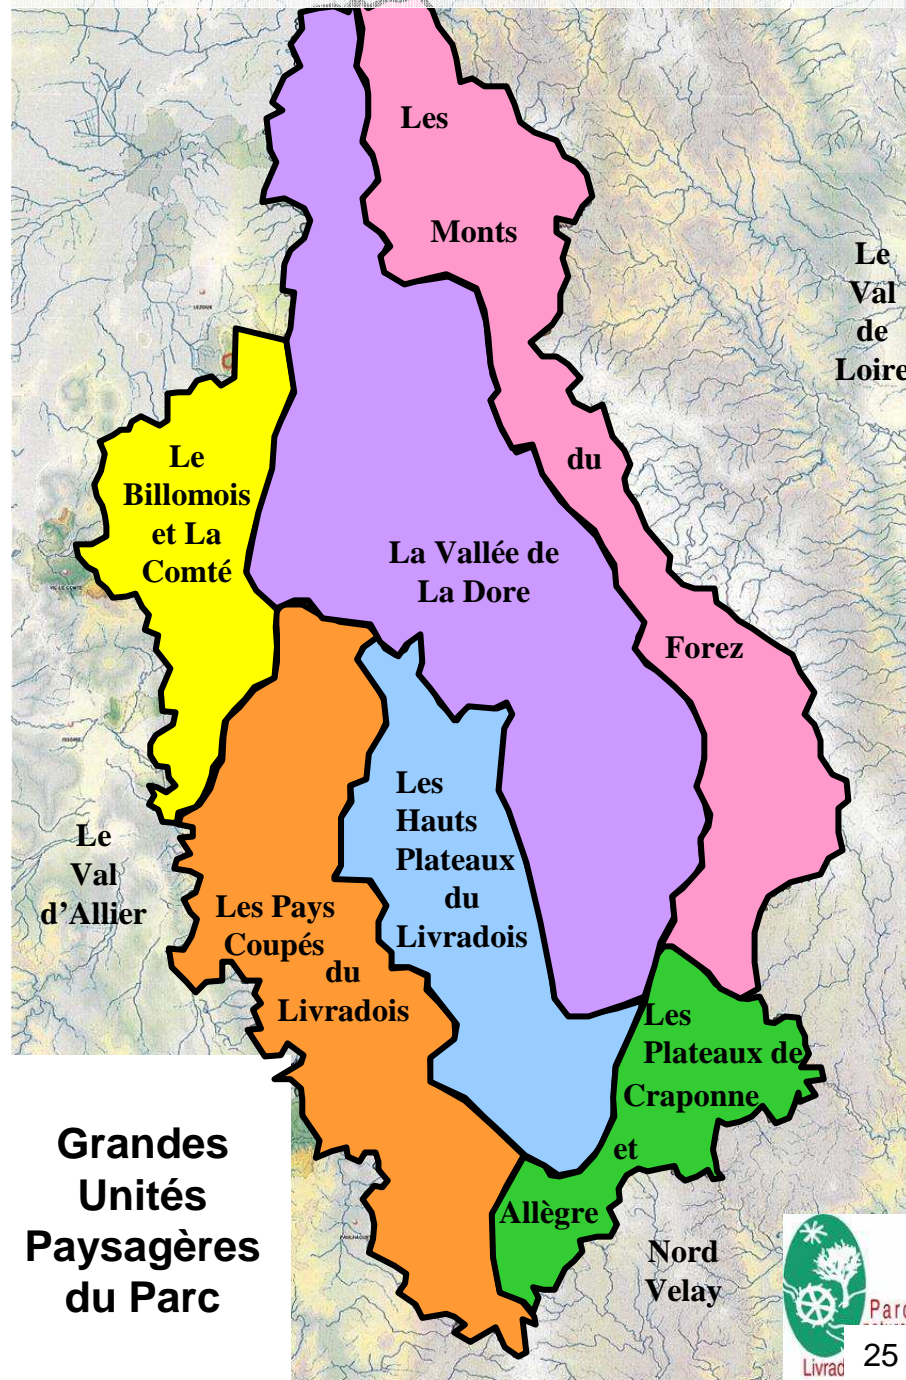 Les
Monts
Le
Val
de
Loire
du
Le
Billomois
et La
Comté
La Vallée de
La Dore
Forez
Les
Hauts
Plateaux
du
Livradois
Le
Val
d’Allier
Les Pays
Coupés
du
Livradois
Les
Plateaux de
Craponne
et
Allègre
Grandes
Unités
Paysagères
du Parc
Nord
Velay
Parc
Livrad
25